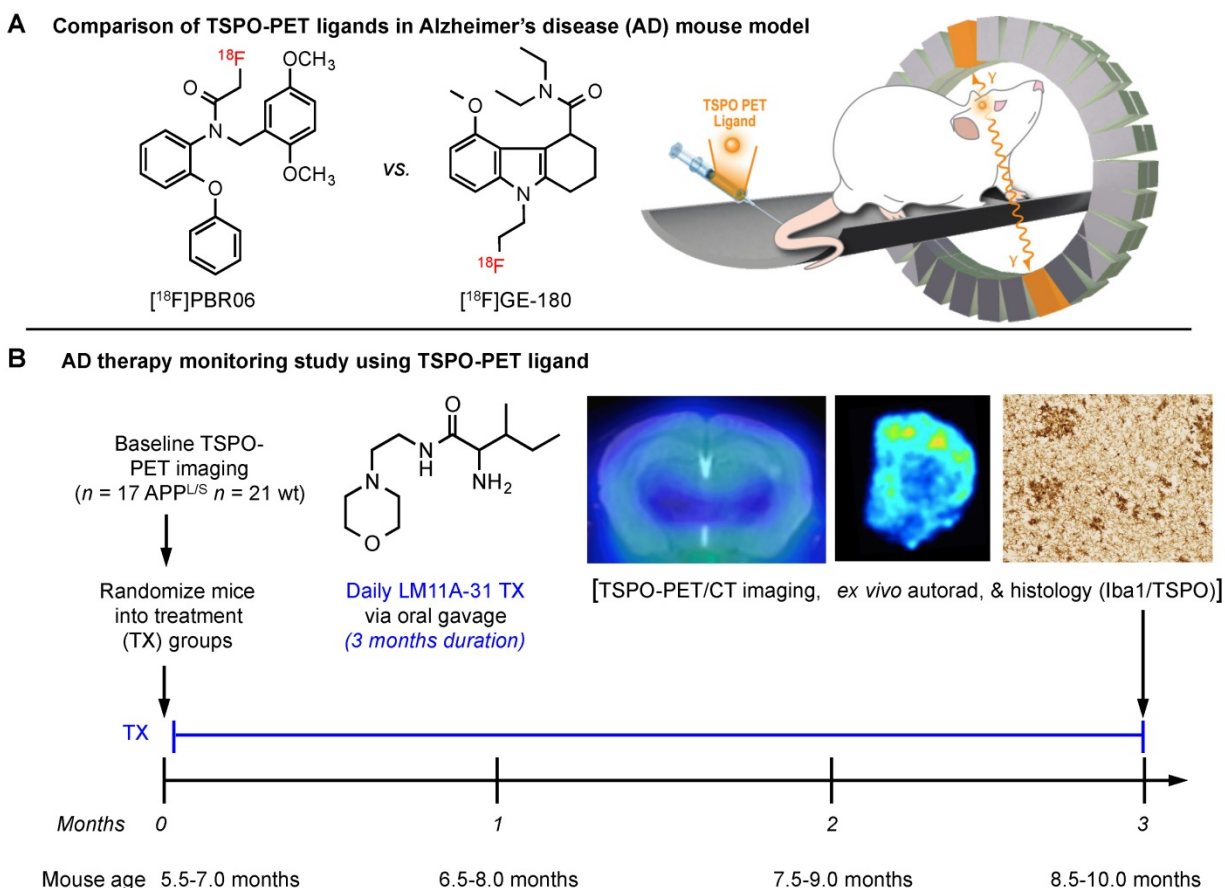 A Comparison of TSPO-PET ligands in Alzheimer's disease (AD) mouse model
18F
O
N
OCH3
OCH3
O
[18F]PBR06
vs.
N
O
O
N
18F
[18F]GE-180
TSPO PET
Ligand
γ
γ
B AD therapy monitoring study using TSPO-PET ligand
Baseline TSPO-
PET imaging
(n = 17 APPL/S n = 21 wt)
Randomize mice
into treatment
(TX) groups
O
N
H
NH2
N
O
Daily LM11A-31 TX
via oral gavage
(3 months duration)
[TSPO-PET/CT imaging, ex vivo autorad, & histology (Iba1/TSPO)]
TX
Months 0 1 2 3
Mouse age 5.5-7.0 months 6.5-8.0 months 7.5-9.0 months 8.5-10.0 months